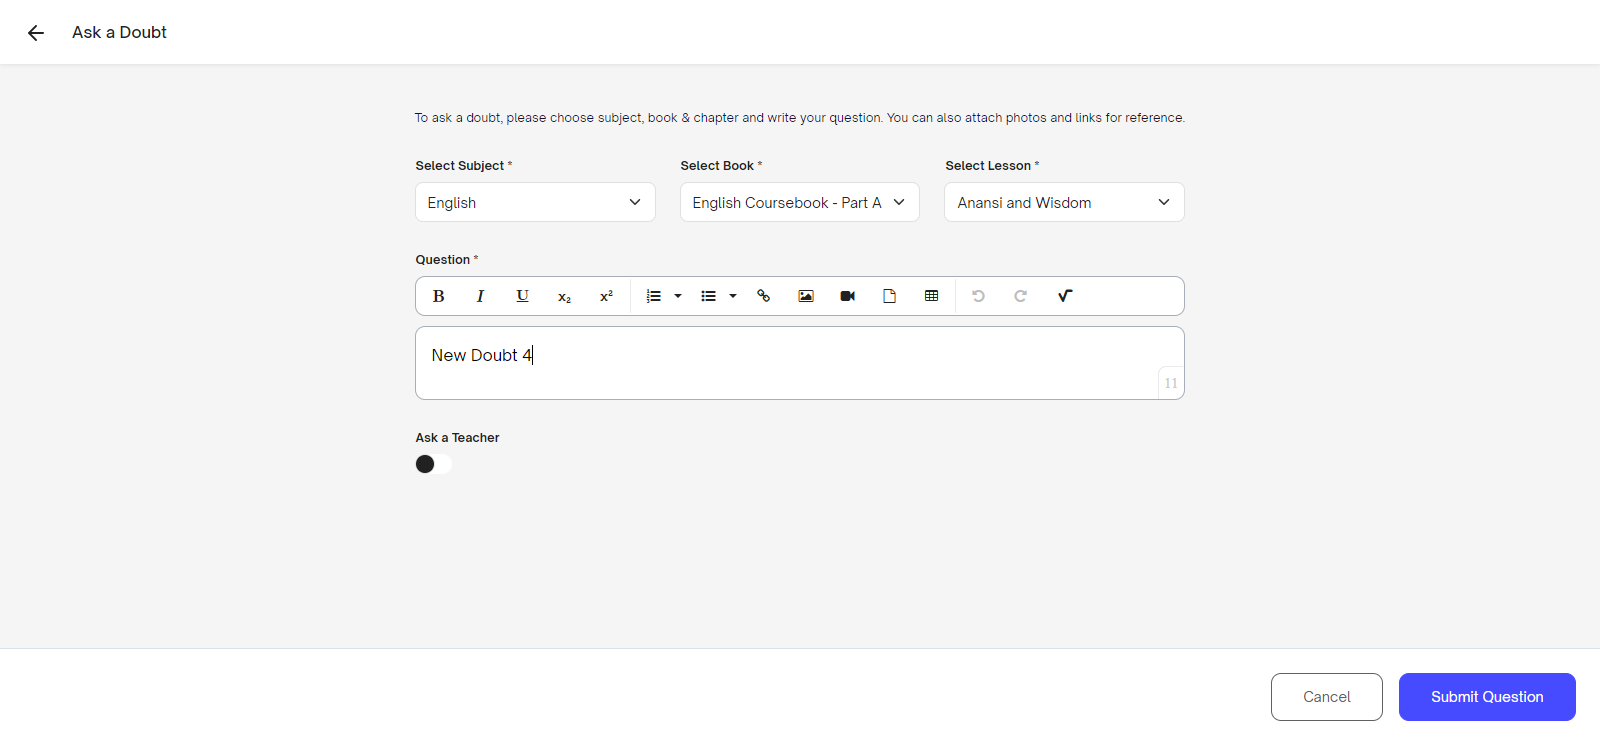 Ask a Doubt
To ask a doubt, please choose subject, book & chapter and write your question. You can also attach photos and links for reference.
Select Subject * Select Book * Select Lesson *
English English Coursebook - Part A Anansi and Wisdom
Question *
B I U x₂ x²
New Doubt 4
11
Ask a Teacher
Cancel Submit Question